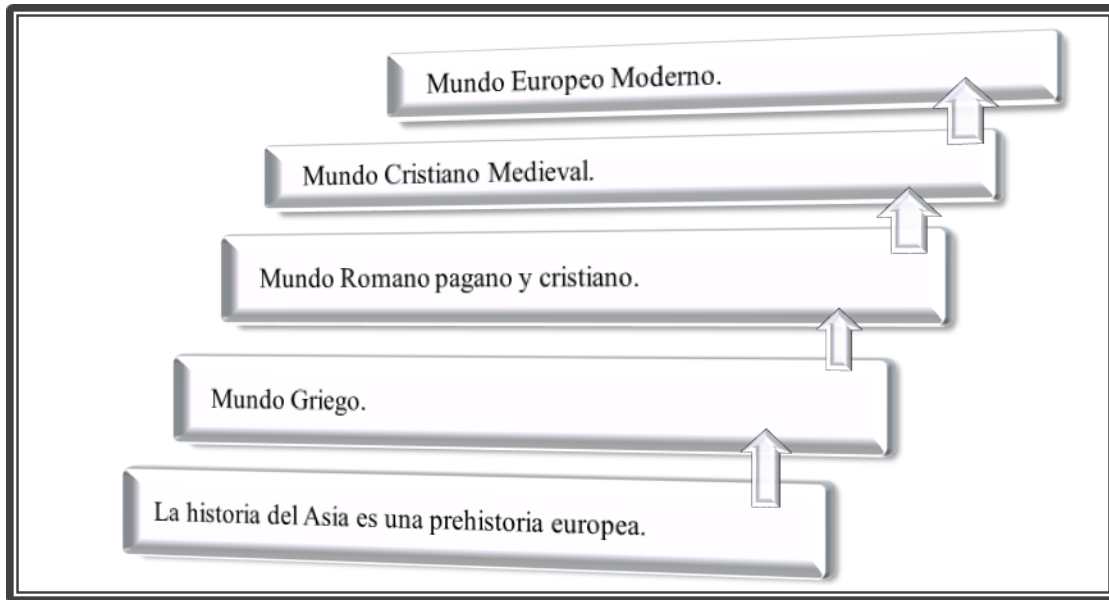 Mundo Europeo Moderno.
Mundo Cristiano Medieval.
Mundo Romano pagano y cristiano.
Mundo Griego.
La historia del Asia es una prehistoria europea.